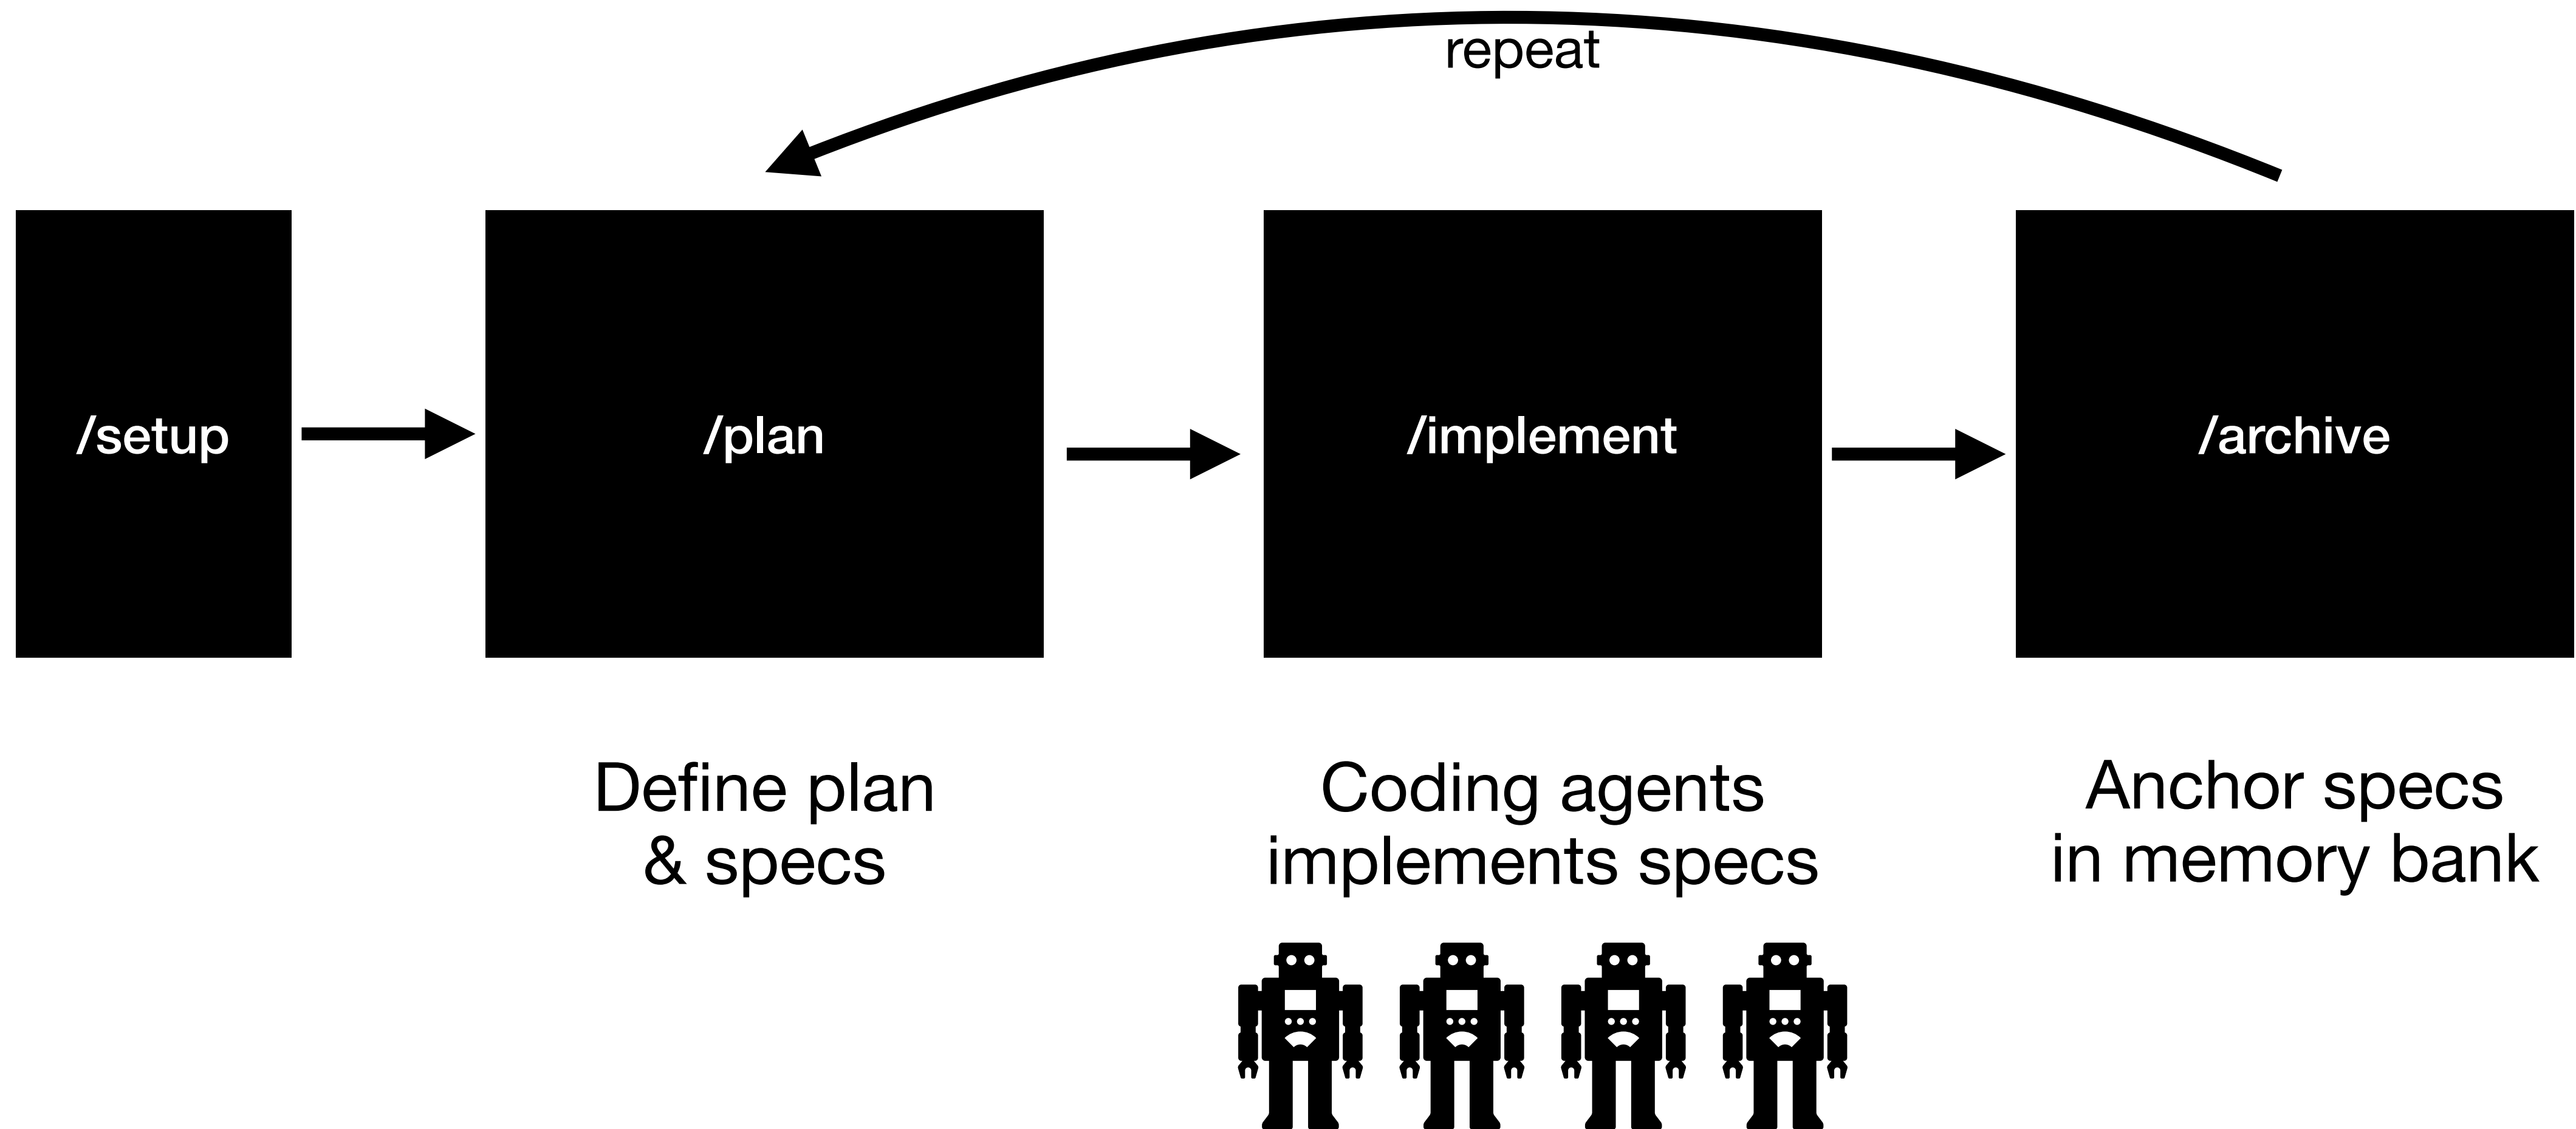 repeat
/setup
/plan
/implement
/archive
Define plan
& specs
Coding agents
implements specs
Anchor specs
in memory bank